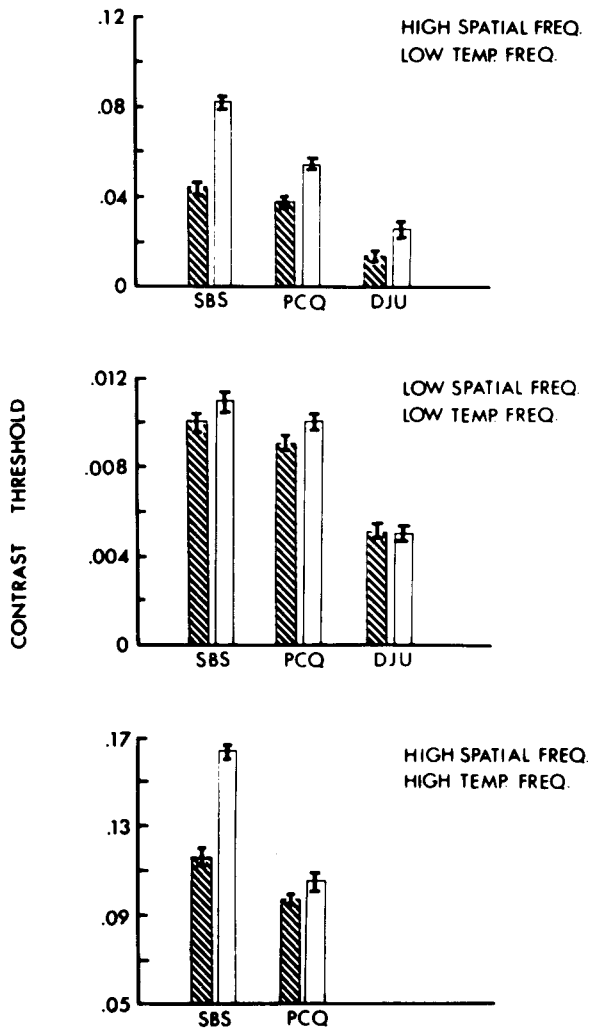 .12
HIGH SPATIAL FREQ.
LOW TEMP. FREQ.
.08
.04
0
SBS PCQ DJU
CONTRAST THRESHOLD
0.012
LOW SPATIAL FREQ.
LOW TEMP. FREQ.
.008
.004
0
SBS PCQ DJU
.17
HIGH SPATIAL FREQ.
HIGH TEMP. FREQ.
.13
.09
.05
SBS PCQ